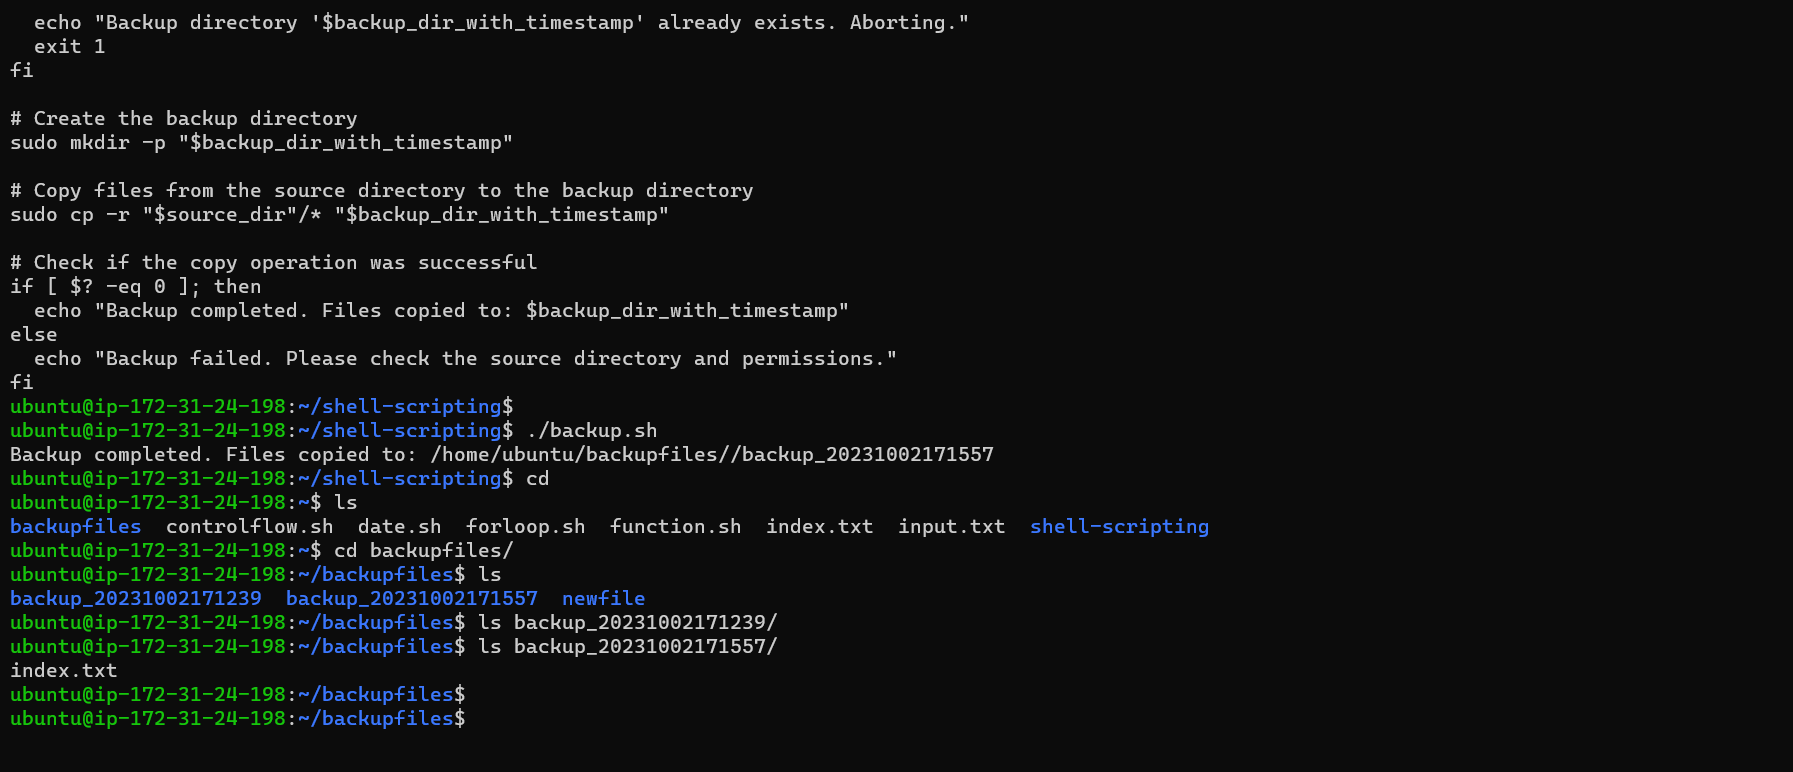 echo "Backup directory '$backup_dir_with_timestamp' already exists. Aborting."
  exit 1
fi

# Create the backup directory
sudo mkdir -p "$backup_dir_with_timestamp"

# Copy files from the source directory to the backup directory
sudo cp -r "$source_dir"/* "$backup_dir_with_timestamp"

# Check if the copy operation was successful
if [ $? -eq 0 ]; then
  echo "Backup completed. Files copied to: $backup_dir_with_timestamp"
else
  echo "Backup failed. Please check the source directory and permissions."
fi
ubuntu@ip-172-31-24-198:~/shell-scripting$
ubuntu@ip-172-31-24-198:~/shell-scripting$ ./backup.sh
Backup completed. Files copied to: /home/ubuntu/backupfiles//backup_20231002171557
ubuntu@ip-172-31-24-198:~/shell-scripting$ cd
ubuntu@ip-172-31-24-198:~$ ls
backupfiles  controlflow.sh  date.sh  forloop.sh  function.sh  index.txt  input.txt  shell-scripting
ubuntu@ip-172-31-24-198:~$ cd backupfiles/
ubuntu@ip-172-31-24-198:~/backupfiles$ ls
backup_20231002171239  backup_20231002171557  newfile
ubuntu@ip-172-31-24-198:~/backupfiles$ ls backup_20231002171239/
ubuntu@ip-172-31-24-198:~/backupfiles$ ls backup_20231002171557/
index.txt
ubuntu@ip-172-31-24-198:~/backupfiles$
ubuntu@ip-172-31-24-198:~/backupfiles$